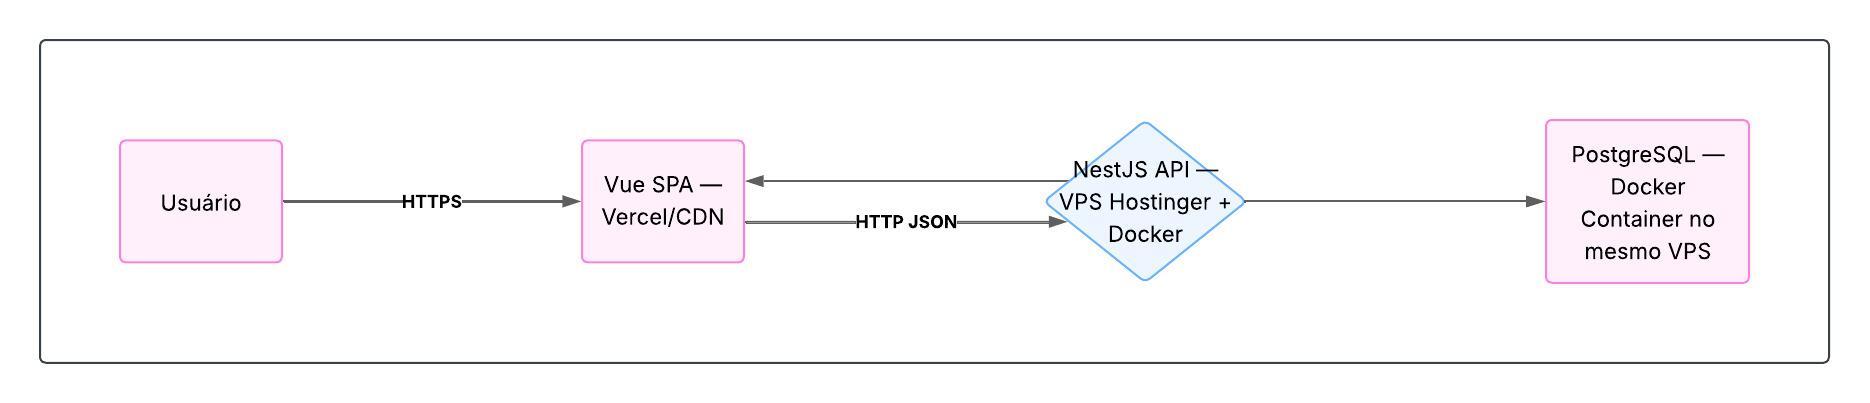 Usuário
HTTPS
Vue SPA —
Vercel/CDN
HTTP JSON
NestJS API —
VPS Hostinger +
Docker
PostgreSQL —
Docker
Container no
mesmo VPS